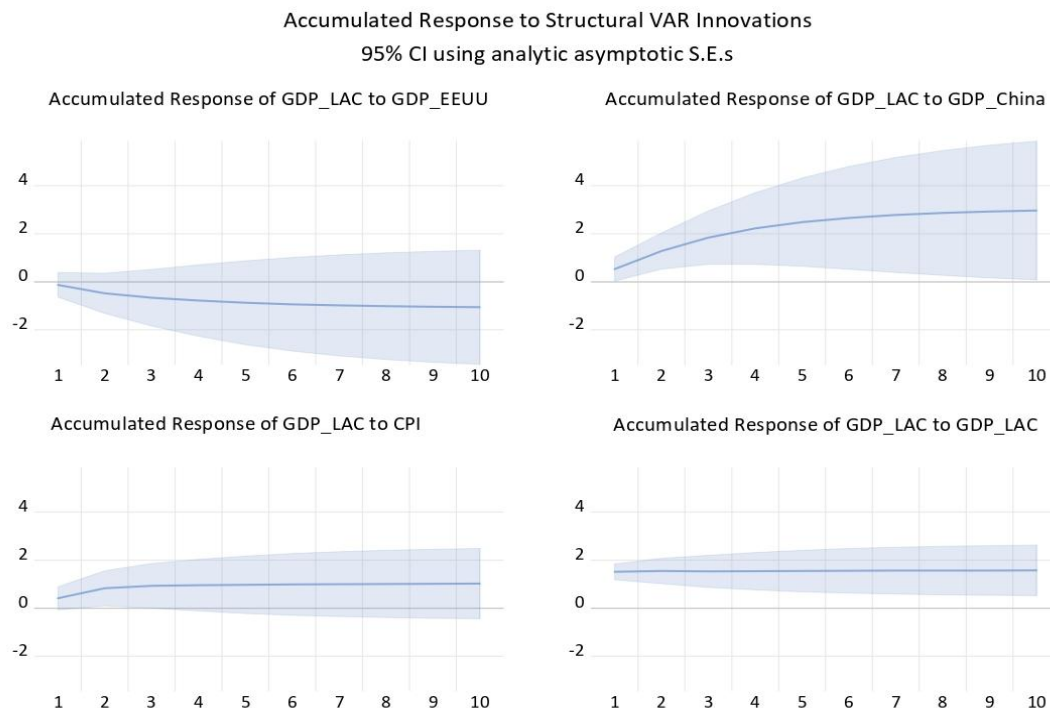 Accumulated Response to Structural VAR Innovations
95% CI using analytic asymptotic S.E.s
Accumulated Response of GDP_LAC to GDP_EEUU
4
2
0
-2
1 2 3 4 5 6 7 8 9 10
Accumulated Response of GDP_LAC to GDP_China
4
2
0
-2
1 2 3 4 5 6 7 8 9 10
Accumulated Response of GDP_LAC to CPI
4
2
0
-2
1 2 3 4 5 6 7 8 9 10
Accumulated Response of GDP_LAC to GDP_LAC
4
2
0
-2
1 2 3 4 5 6 7 8 9 10